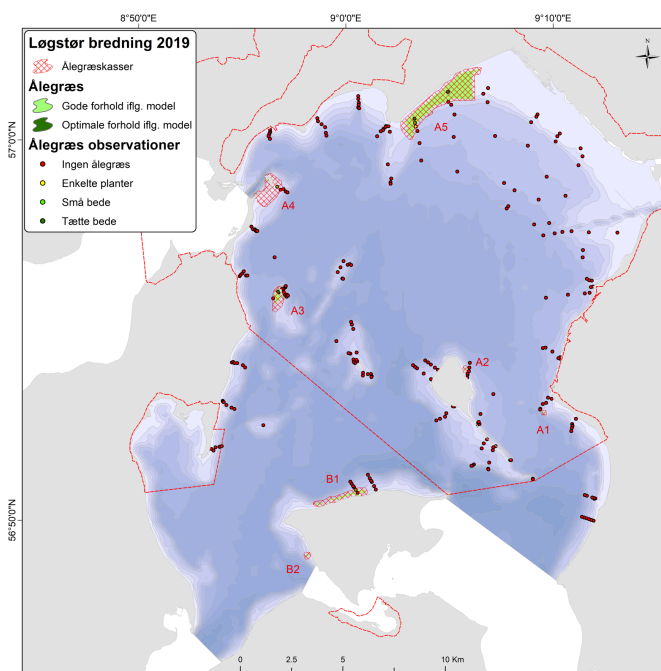 8°50'0"E
9°0'0"E
9°10'0"E
Løgstør bredning 2019
Ålegræskasser
Ålegræs
Gode forhold iflg. model
Optimale forhold iflg. model
Ålegræs observationer
Ingen ålegræs
Enkelte planter
Små bede
Tætte bede
N
57°0'0"N
A5
A4
A3
A2
A1
56°50'0"N
B1
B2
0
2.5
5
10 Km